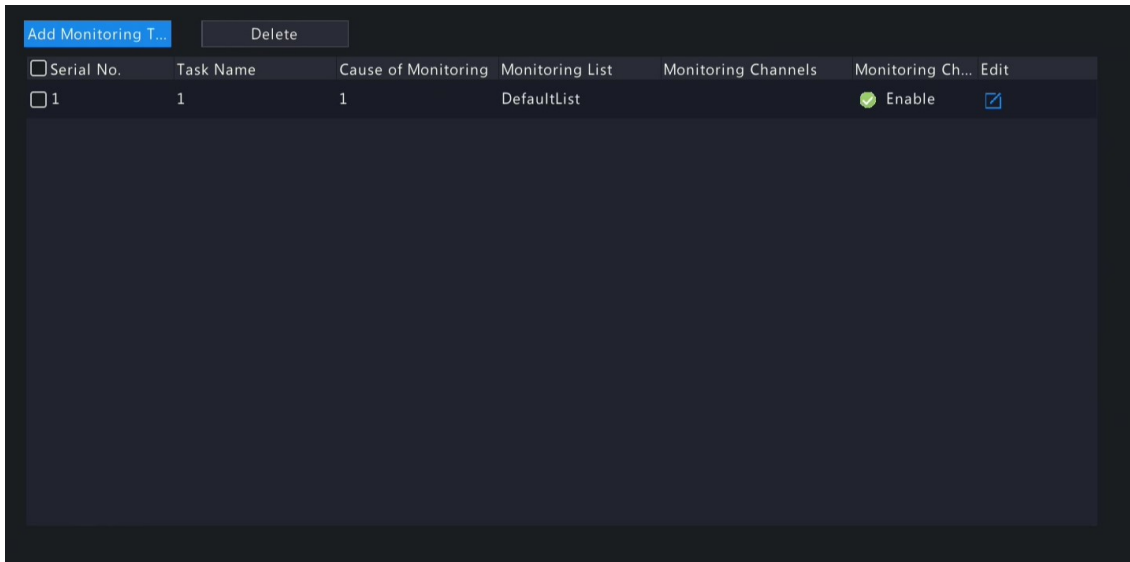 Add Monitoring T... Delete
Serial No. Task Name Cause of Monitoring Monitoring List Monitoring Channels Monitoring Ch... Edit
1 1 1 DefaultList Enable